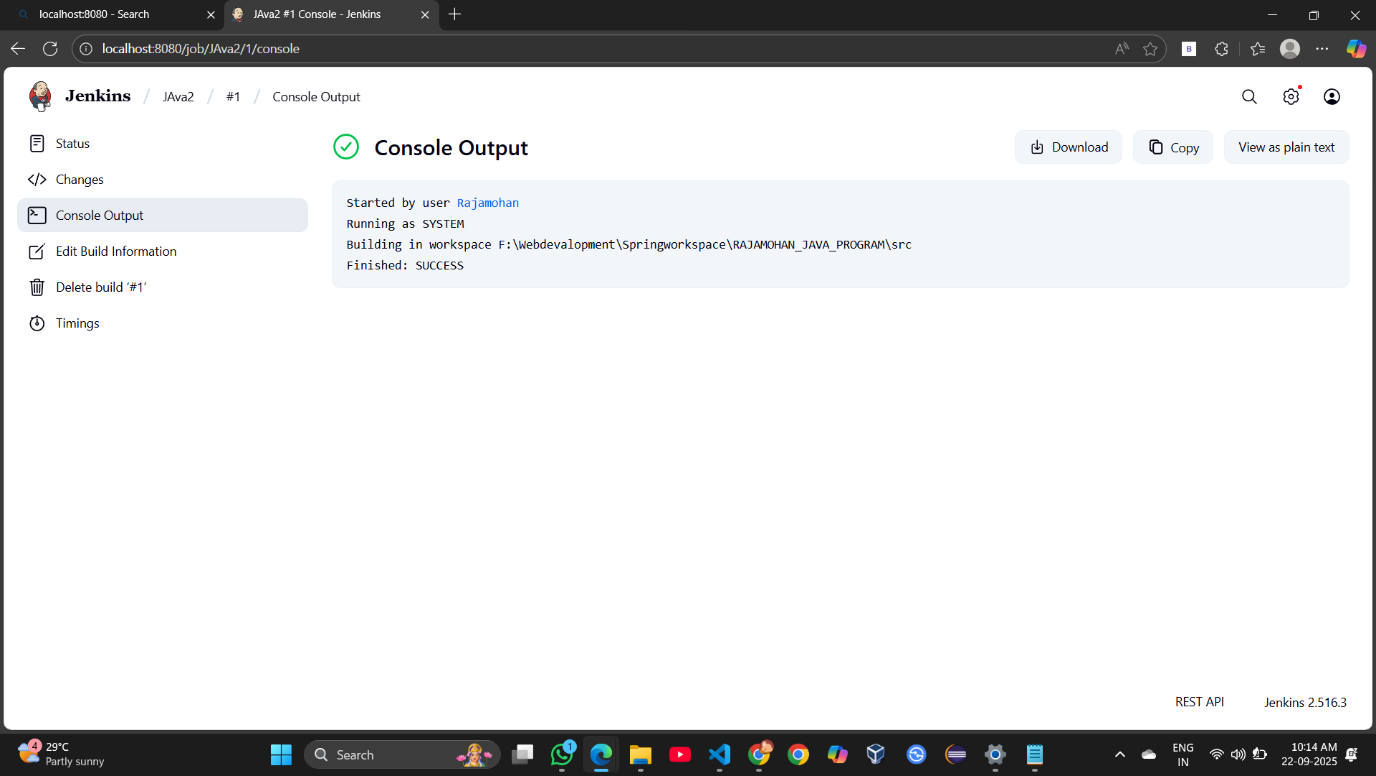 localhost:8080 - Search
JAva2 #1 Console - Jenkins
localhost:8080/job/JAva2/1/console
B
Jenkins / JAva2 / #1 / Console Output
Status
Changes
Console Output
Edit Build Information
Delete build ‘#1’
Timings
Console Output
Download
Copy
View as plain text
Started by user Rajamohan
Running as SYSTEM
Building in workspace F:\Webdevalopment\Springworkspace\RAJAMOHAN_JAVA_PROGRAM\src
Finished: SUCCESS
REST API
Jenkins 2.516.3
4
29°C
Partly sunny
Search
1
ENG
IN
10:14 AM
22-09-2025